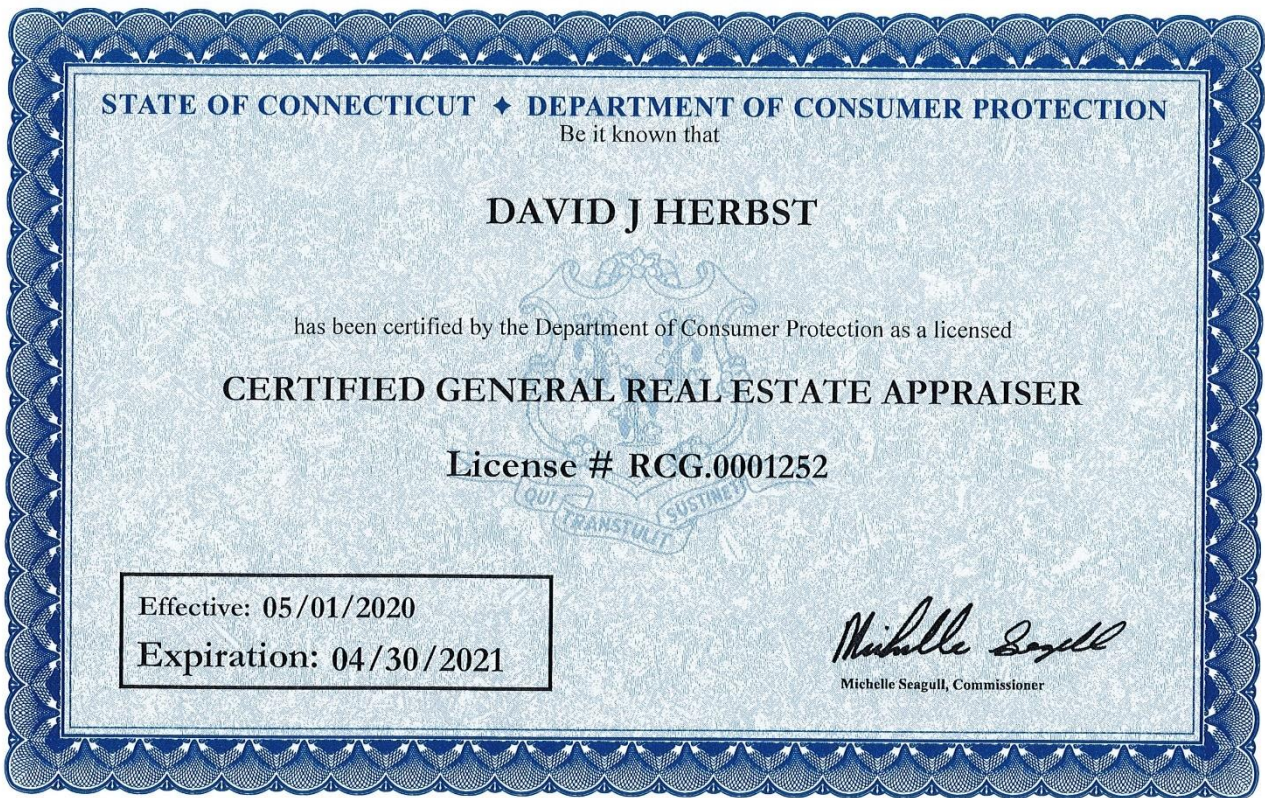 STATE OF CONNECTICUT ✦ DEPARTMENT OF CONSUMER PROTECTION
Be it known that
DAVID J HERBST
has been certified by the Department of Consumer Protection as a licensed
CERTIFIED GENERAL REAL ESTATE APPRAISER
License # RCG.0001252
QUI TRANSTULIT SUSTINET
Effective: 05/01/2020
Expiration: 04/30/2021
Michelle Seagull
Michelle Seagull, Commissioner